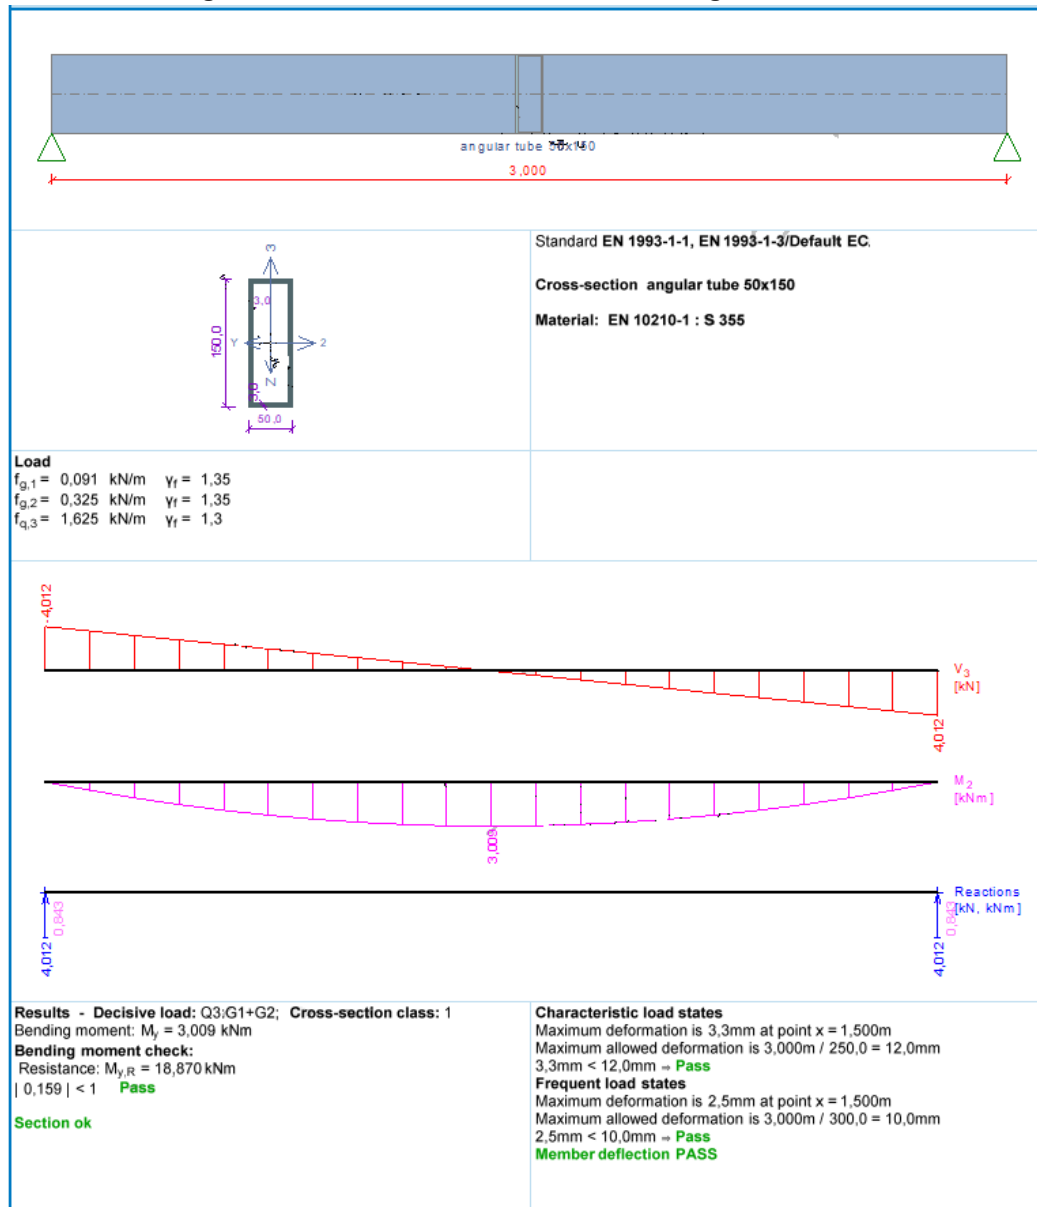 angular tube 50x150
3,000
Standard EN 1993-1-1, EN 1993-1-3/Default EC.
Cross-section angular tube 50x150
Material: EN 10210-1 : S 355
3
3,0
150,0
Y
2
Z
3,0
50,0
Load
fg,1= 0,091 kN/m γf = 1,35
fg,2= 0,325 kN/m γf = 1,35
fq,3= 1,625 kN/m γf = 1,3
-4,012
V3
[kN]
4,012
M2
[kNm]
3,009
Reactions
[kN, kNm]
0,843
4,012
0,843
4,012
Results - Decisive load: Q3:G1+G2; Cross-section class: 1
Bending moment: My = 3,009 kNm
Bending moment check:
Resistance: My,R = 18,870 kNm
| 0,159 | < 1 Pass
Section ok
Characteristic load states
Maximum deformation is 3,3mm at point x = 1,500m
Maximum allowed deformation is 3,000m / 250,0 = 12,0mm
3,3mm < 12,0mm ⇒ Pass
Frequent load states
Maximum deformation is 2,5mm at point x = 1,500m
Maximum allowed deformation is 3,000m / 300,0 = 10,0mm
2,5mm < 10,0mm ⇒ Pass
Member deflection PASS